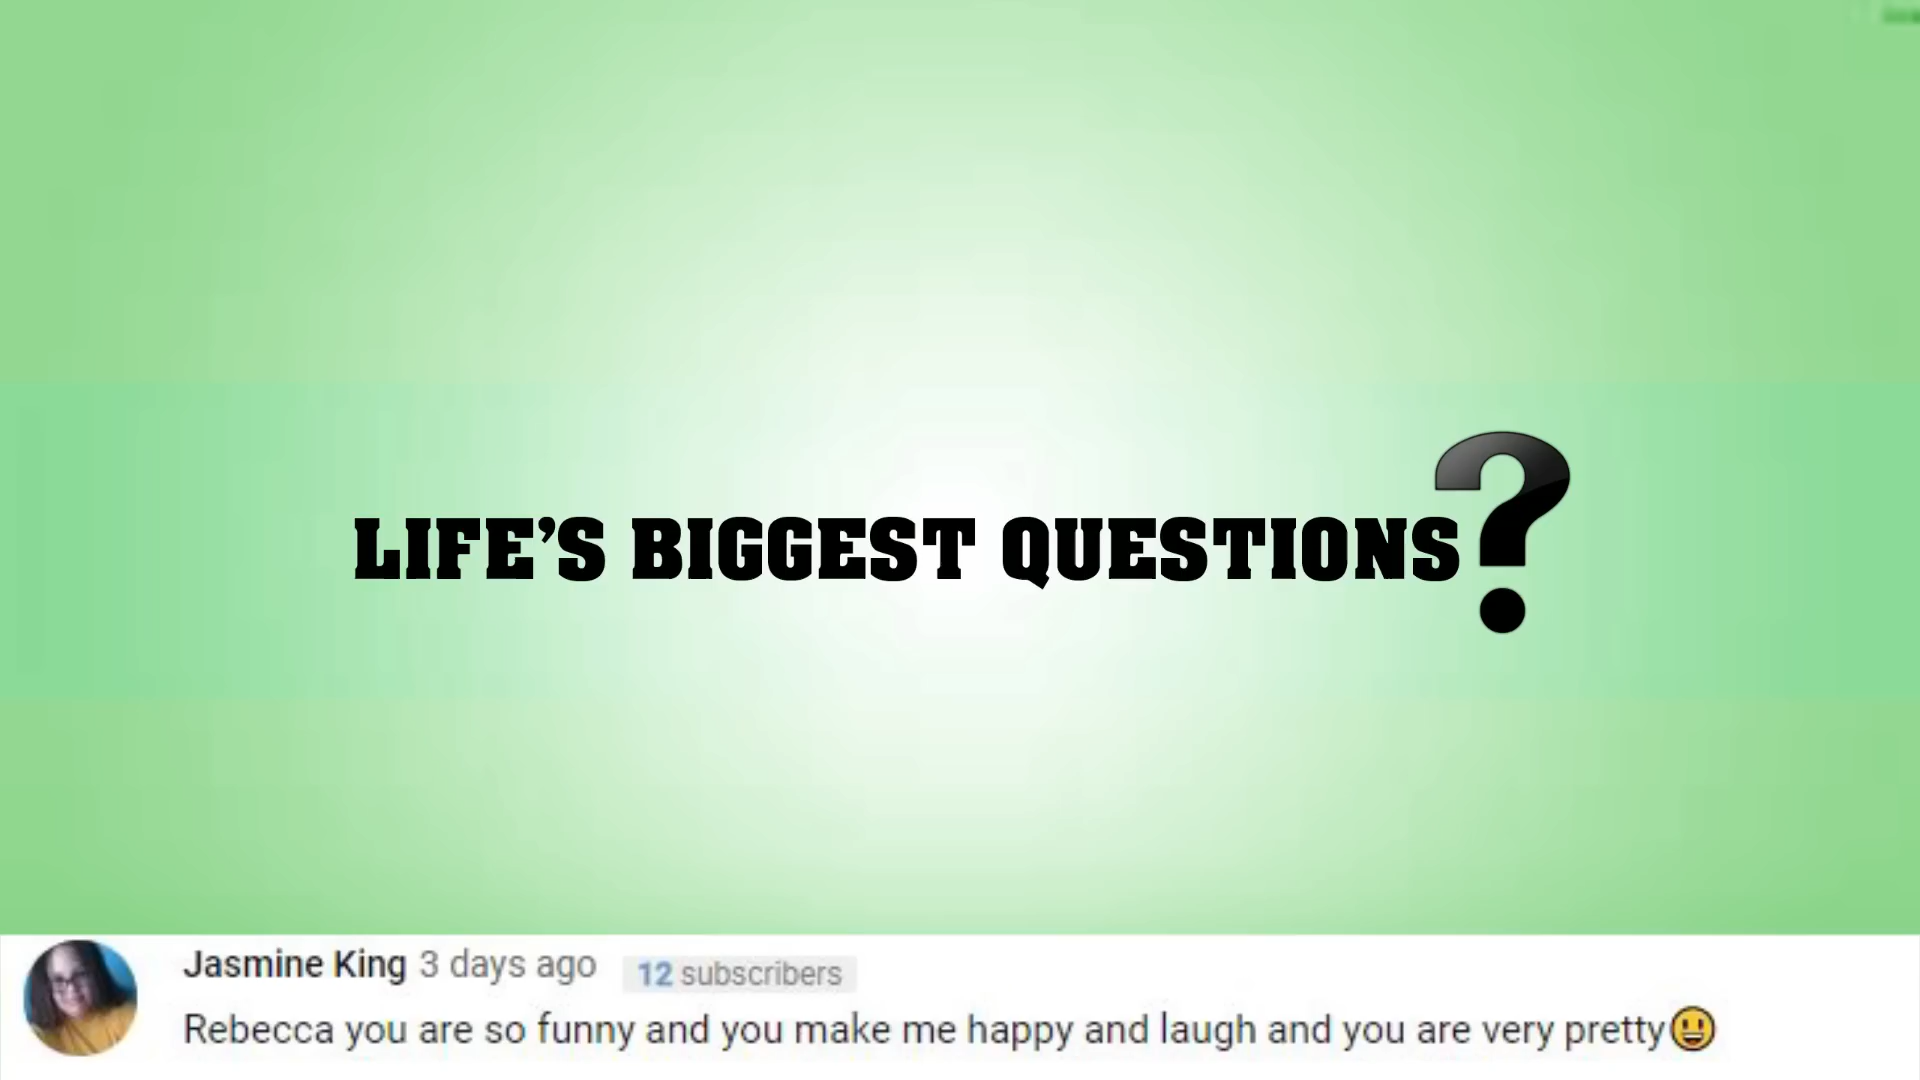 LIFE'S BIGGEST QUESTIONS?
Jasmine King 3 days ago 12 subscribers
Rebecca you are so funny and you make me happy and laugh and you are very pretty😃